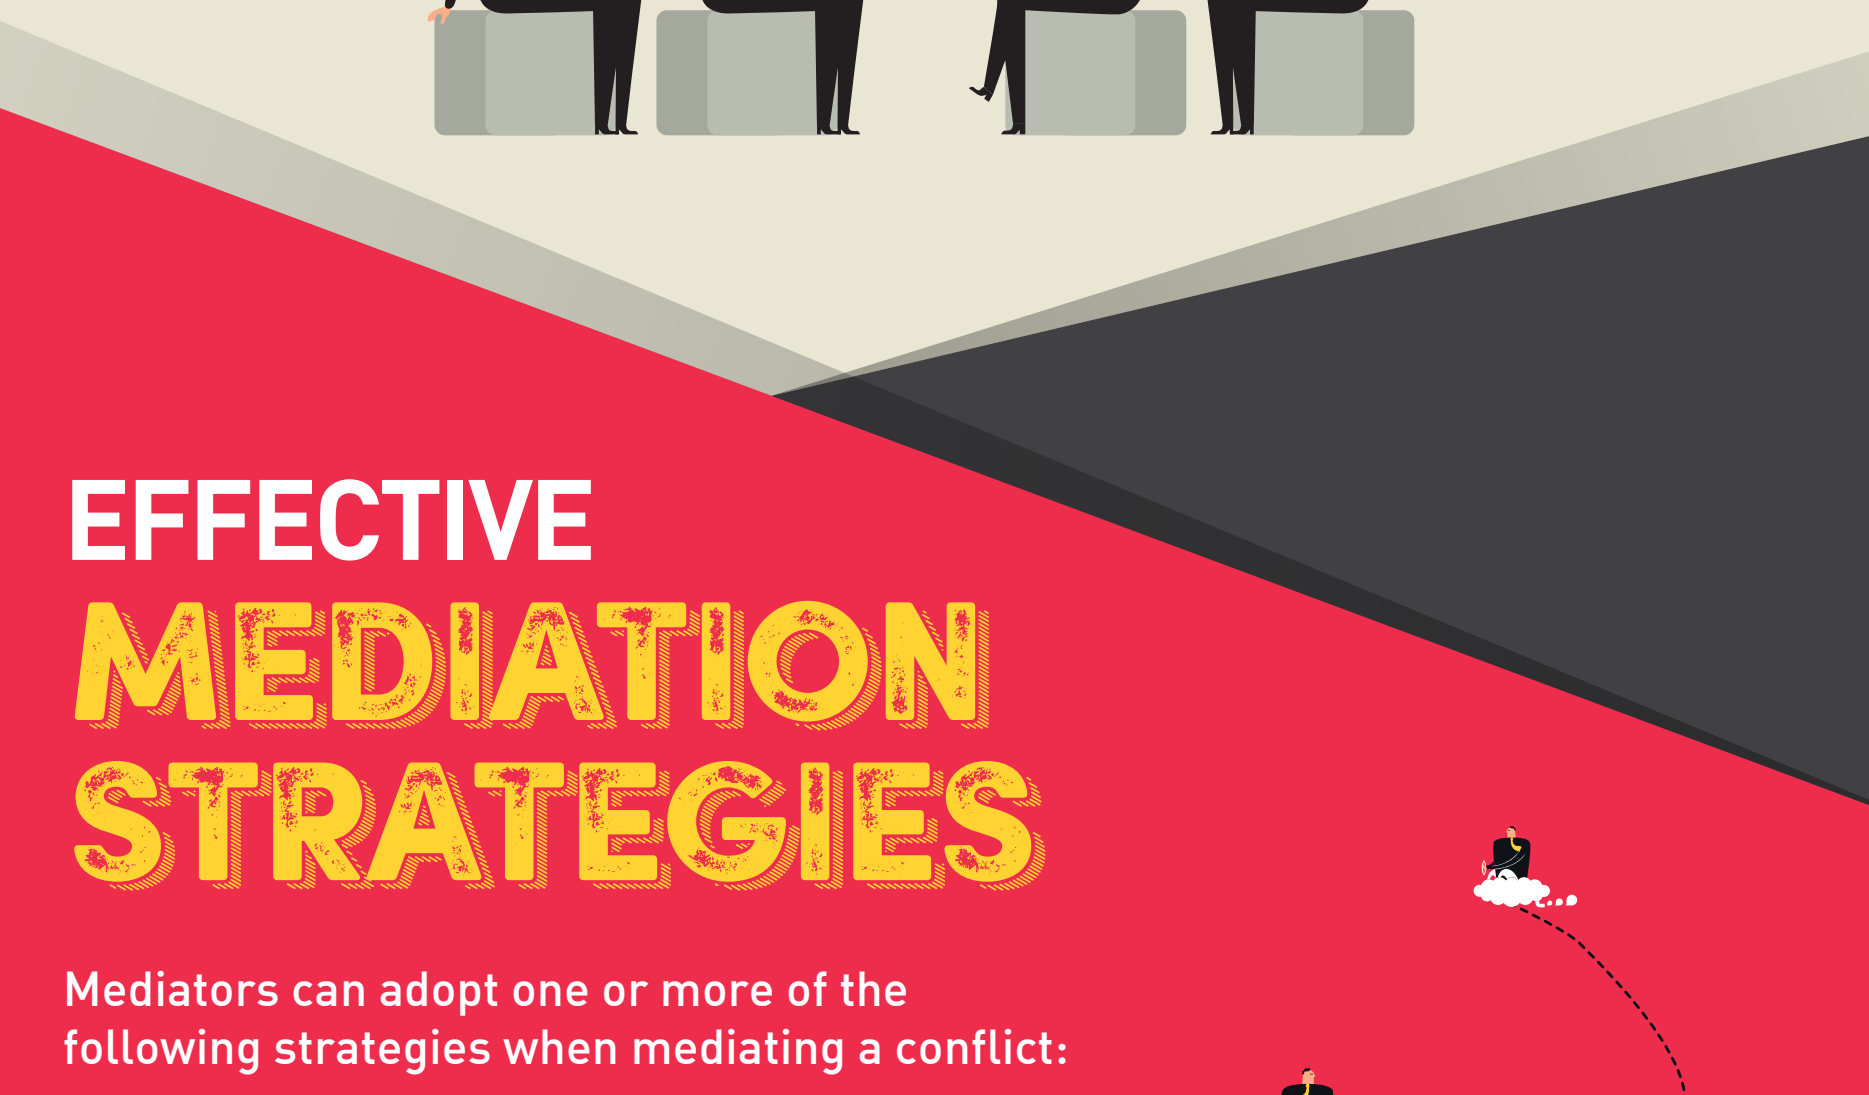 EFFECTIVE
MEDIATION
STRATEGIES
Mediators can adopt one or more of the
following strategies when mediating a conflict: